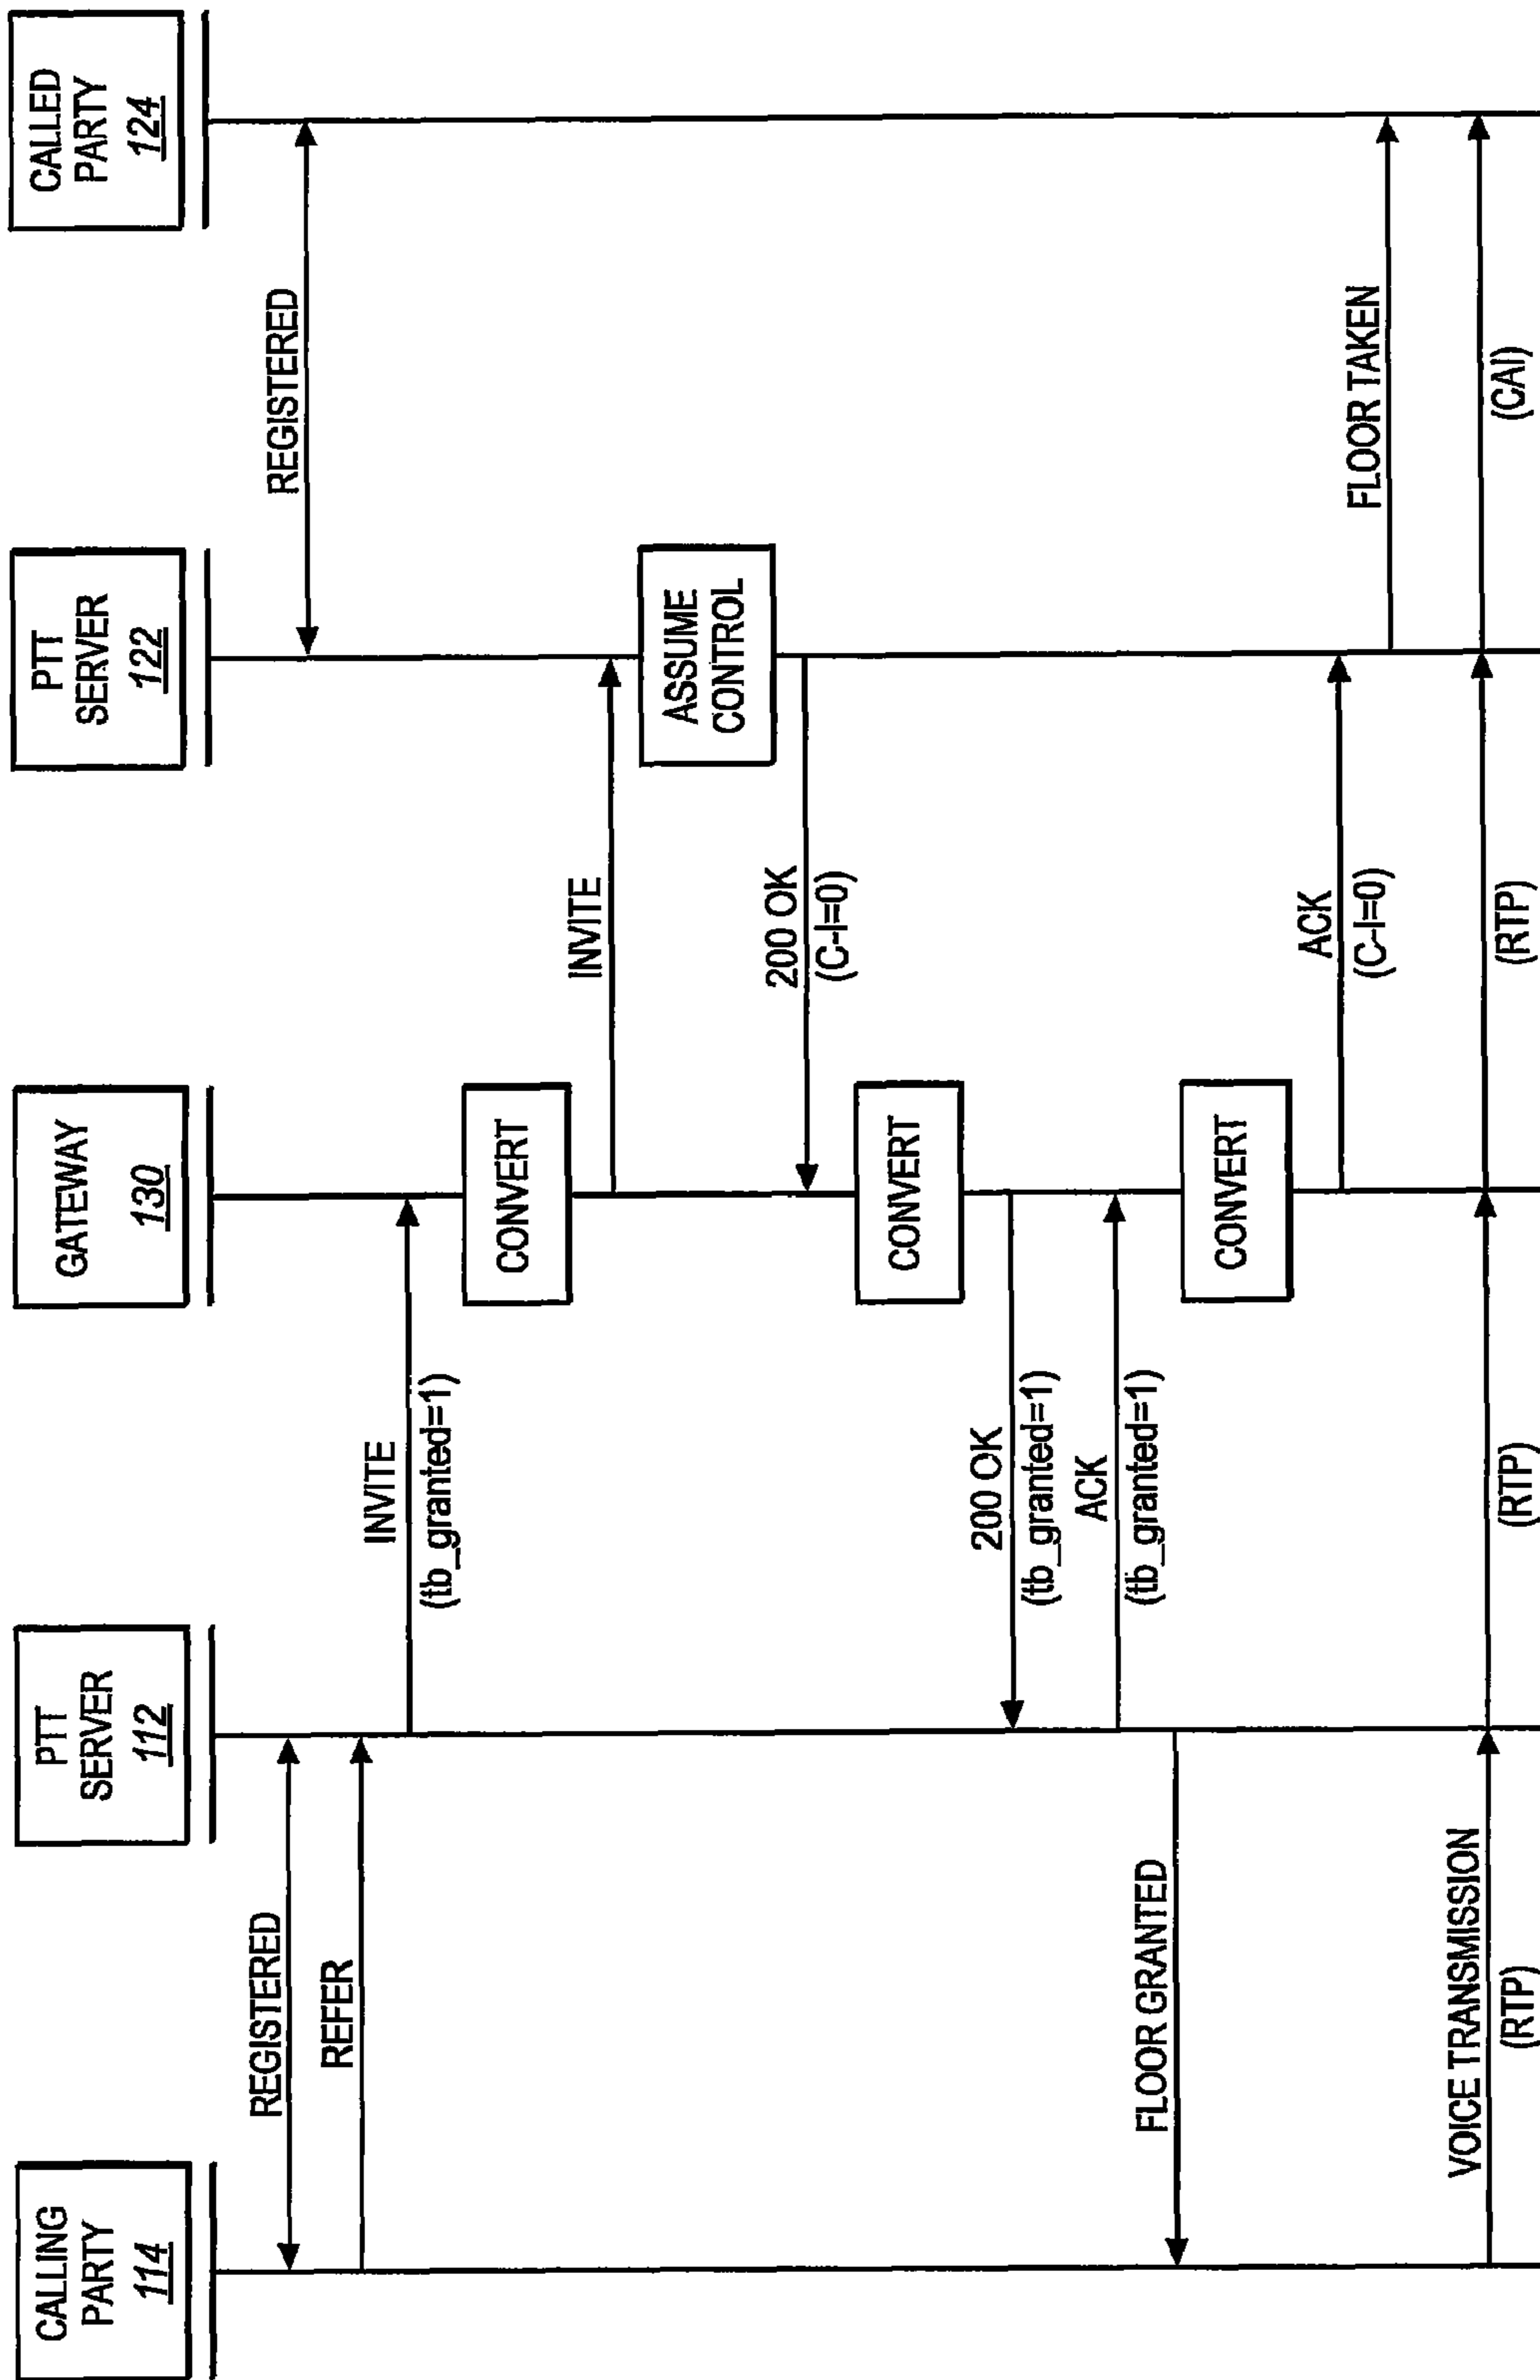 CALLING
PARTY
114
PTT
SERVER
112
GATEWAY
130
PTT
SERVER
122
CALLED
PARTY
124
REGISTERED
REGISTERED
REFER
INVITE
(tb_granted=1)
CONVERT
INVITE
ASSUME
CONTROL
200 OK
(C-I=0)
CONVERT
200 OK
(tb_granted=1)
ACK
(tb_granted=1)
FLOOR GRANTED
CONVERT
ACK
(C-I=0)
FLOOR TAKEN
VOICE TRANSMISSION
(RTP)
(RTP)
(RTP)
(CAI)